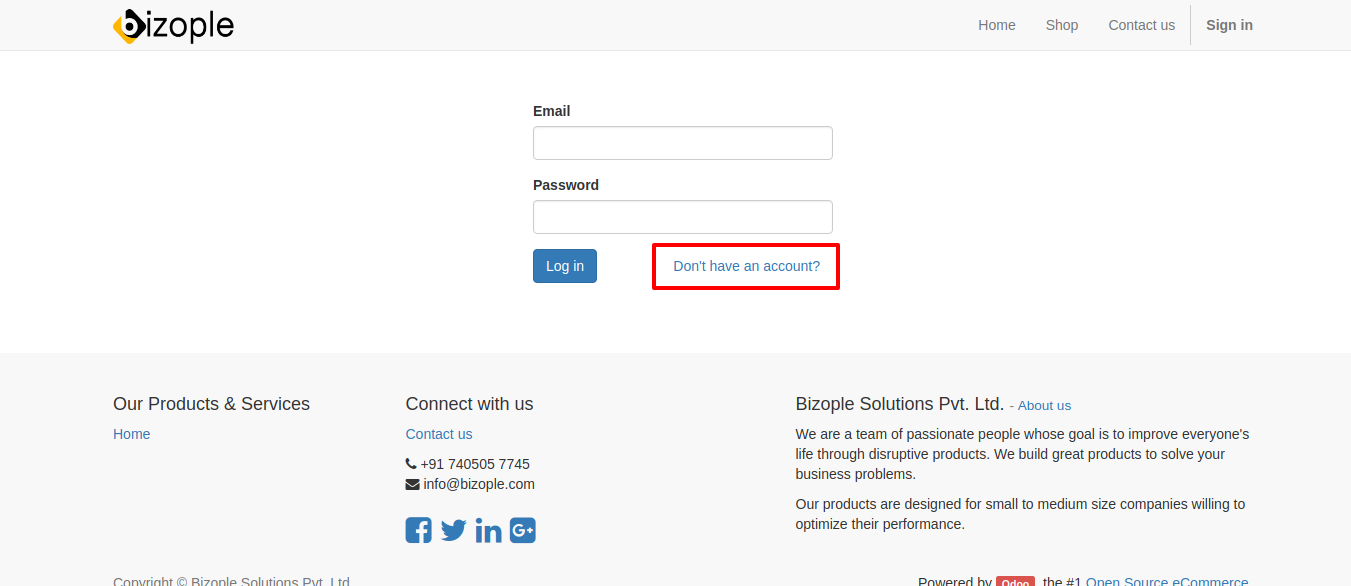 bizople
Home Shop Contact us Sign in
Email
Password
Log in Don't have an account?
Our Products & Services
Home
Connect with us
Contact us
+91 740505 7745
info@bizople.com
Bizople Solutions Pvt. Ltd. - About us
We are a team of passionate people whose goal is to improve everyone's
life through disruptive products. We build great products to solve your
business problems.
Our products are designed for small to medium size companies willing to
optimize their performance.
Copyright © Bizople Solutions Pvt. Ltd.
Powered by Odoo, the #1 Open Source eCommerce